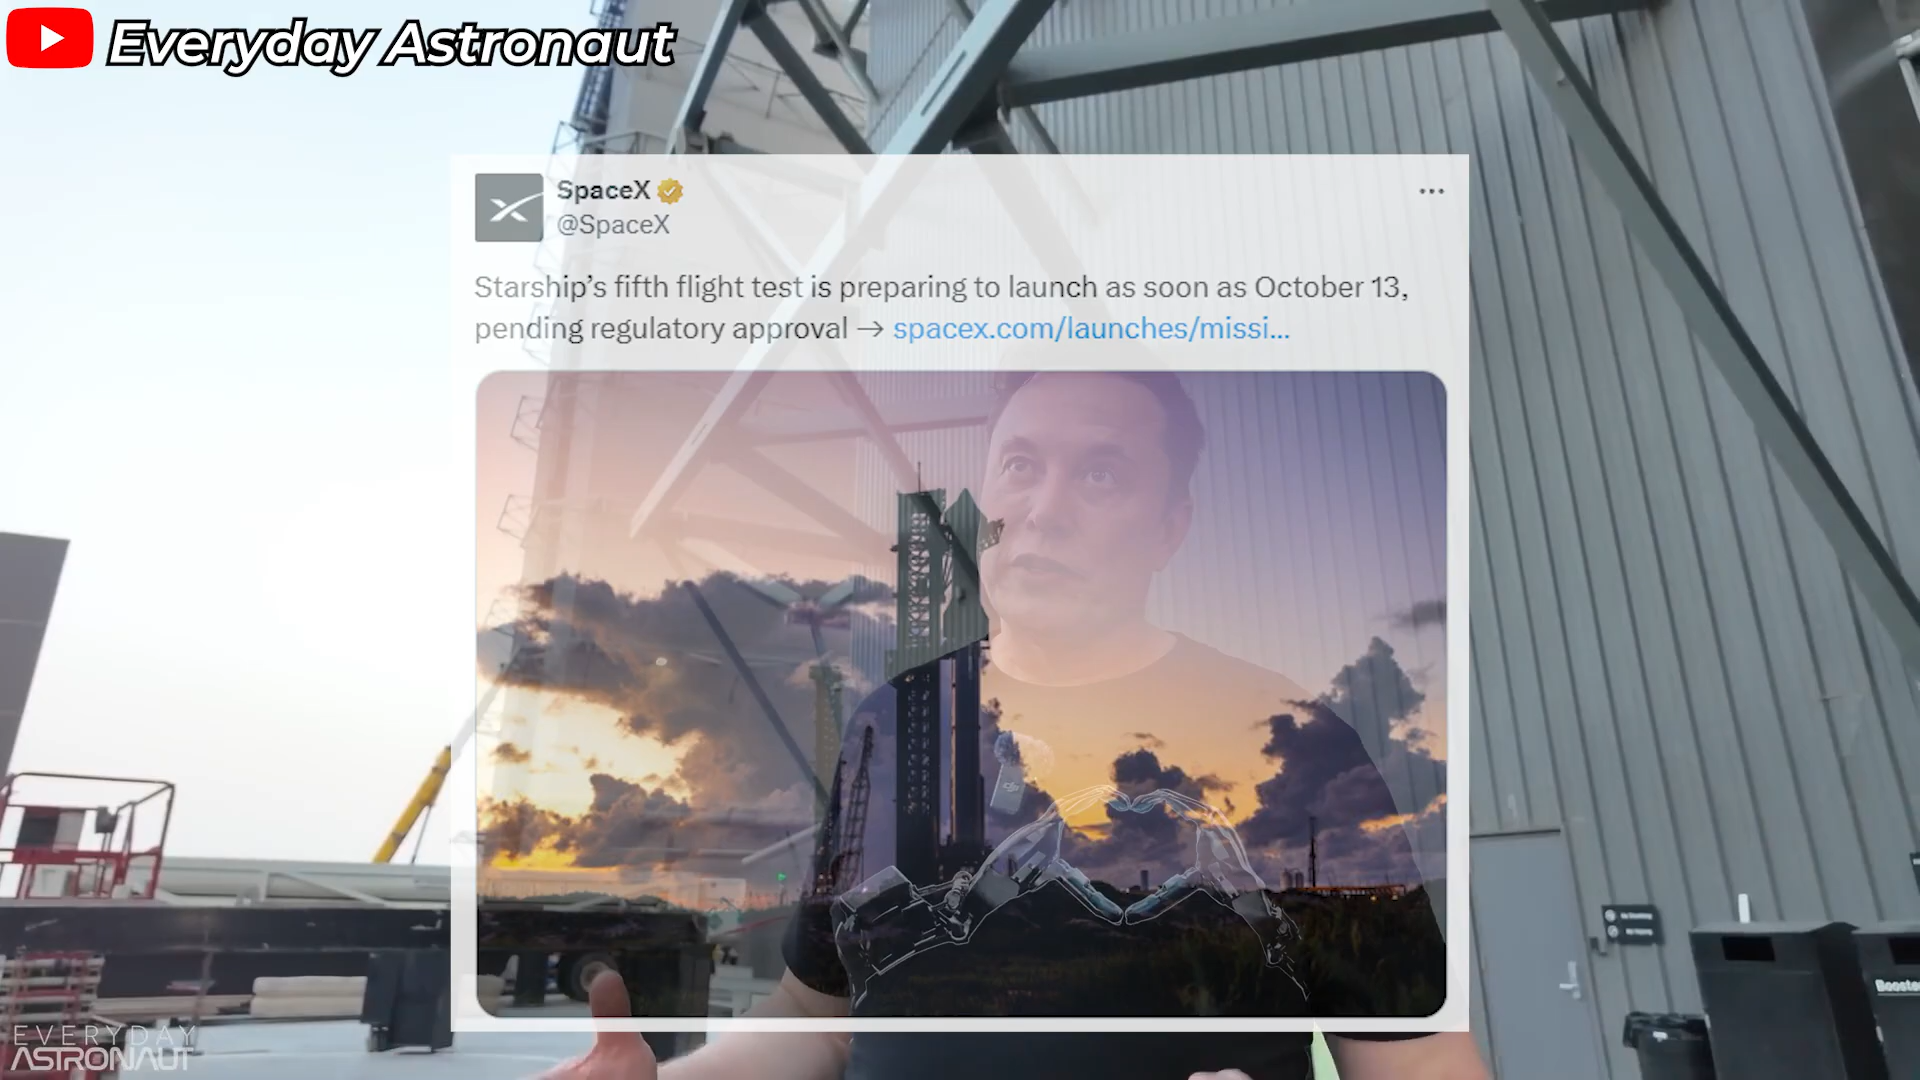 Everyday Astronaut
SpaceX
@SpaceX
Starship’s fifth flight test is preparing to launch as soon as October 13,
pending regulatory approval → spacex.com/launches/missi...
EVERYDAY
ASTRONAUT